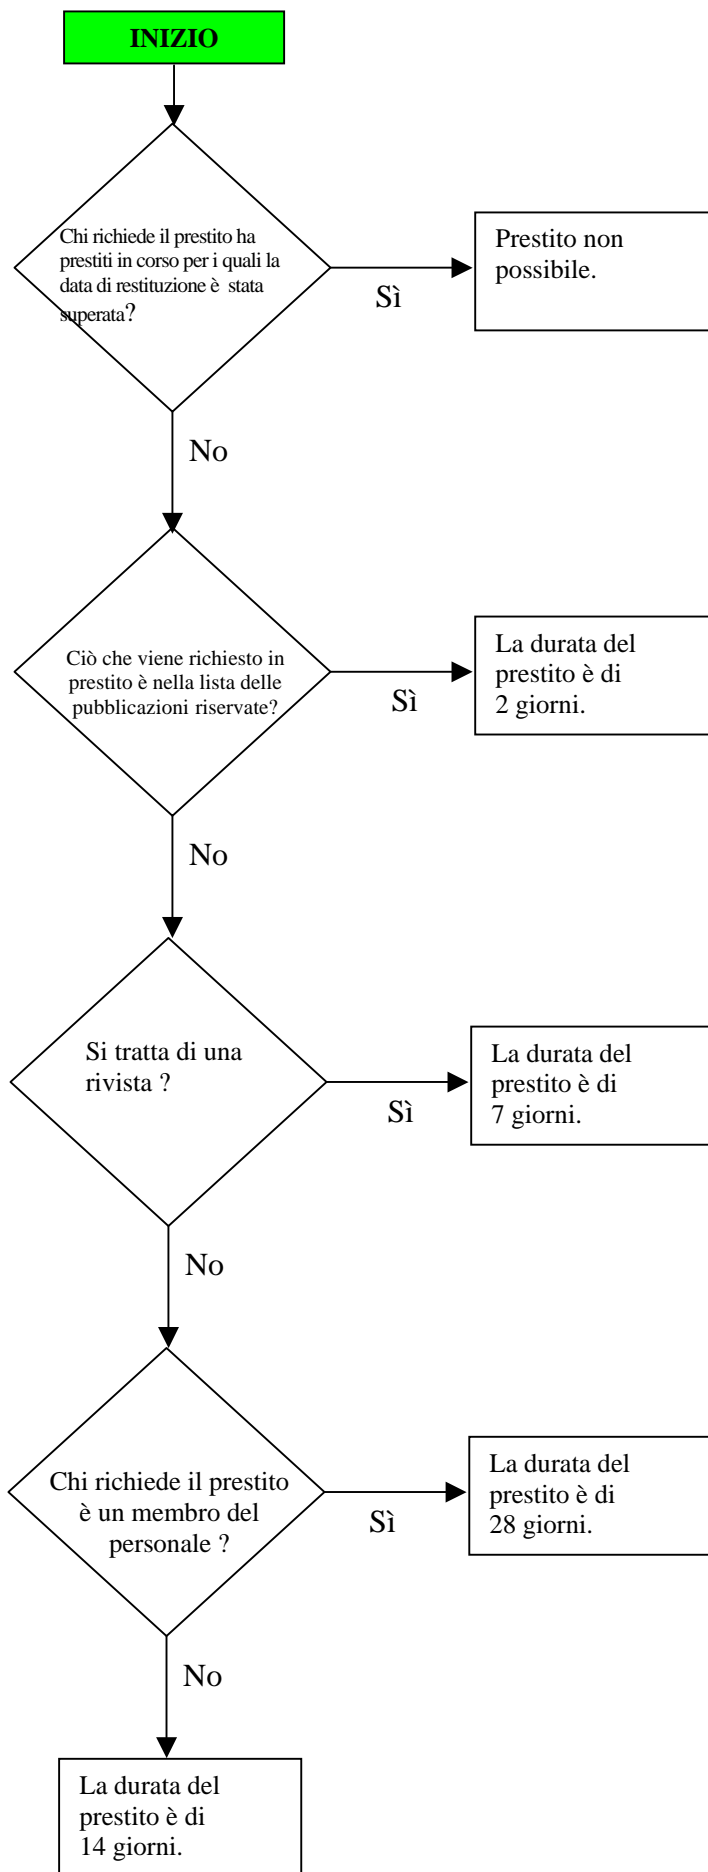 INIZIO
Chi richiede il prestito ha
prestiti in corso per i quali la
data di restituzione è stata
superata?
Sì
Prestito non
possibile.
No
Ciò che viene richiesto in
prestito è nella lista delle
pubblicazioni riservate?
Sì
La durata del
prestito è di
2 giorni.
No
Si tratta di una
rivista ?
Sì
La durata del
prestito è di
7 giorni.
No
Chi richiede il prestito
è un membro del
personale ?
Sì
La durata del
prestito è di
28 giorni.
No
La durata del
prestito è di
14 giorni.